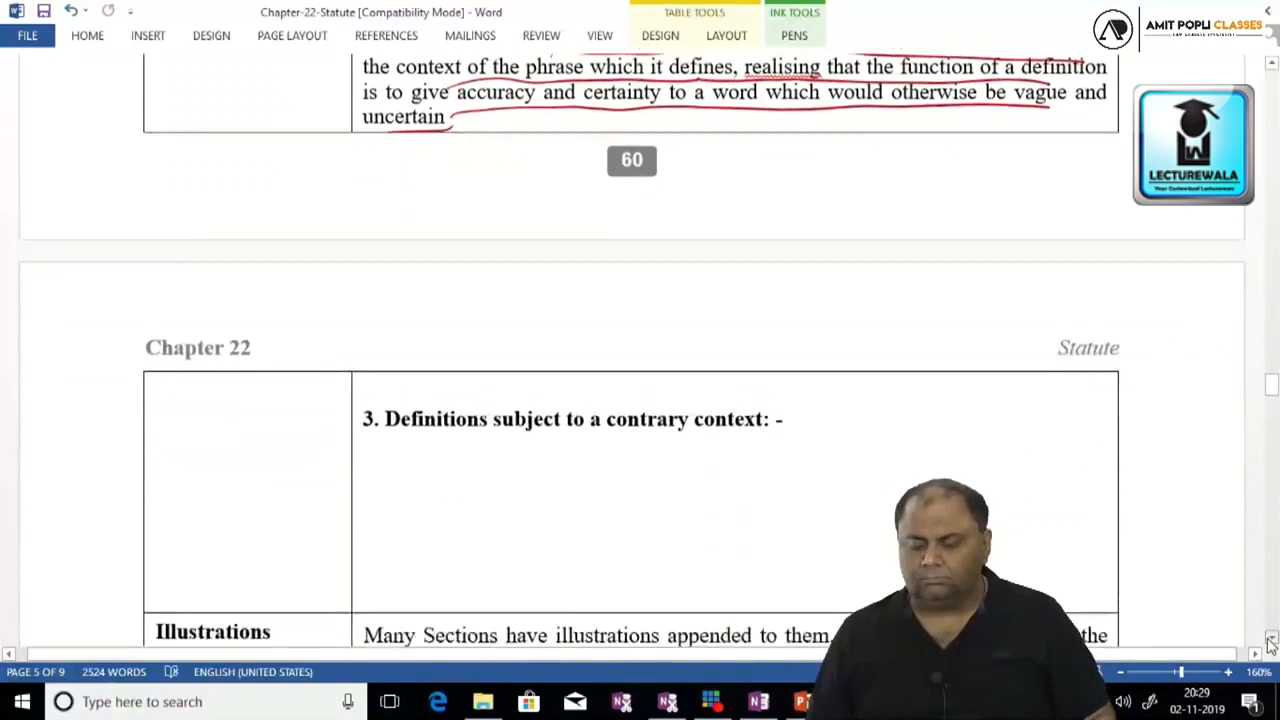 Chapter-22-Statute [Compatibility Mode] - Word
TABLE TOOLS
INK TOOLS
FILE HOME INSERT DESIGN PAGE LAYOUT REFERENCES MAILINGS REVIEW VIEW DESIGN LAYOUT PENS
AMIT POPLI CLASSES
the context of the phrase which it defines, realising that the function of a definition
is to give accuracy and certainty to a word which would otherwise be vague and
uncertain
60
LECTUREWALA
Chapter 22
Statute
3. Definitions subject to a contrary context: -
Illustrations
Many Sections have illustrations appended to them. the
PAGE 5 OF 9 2524 WORDS ENGLISH (UNITED STATES) 160%
Type here to search
20:29
02-11-2019